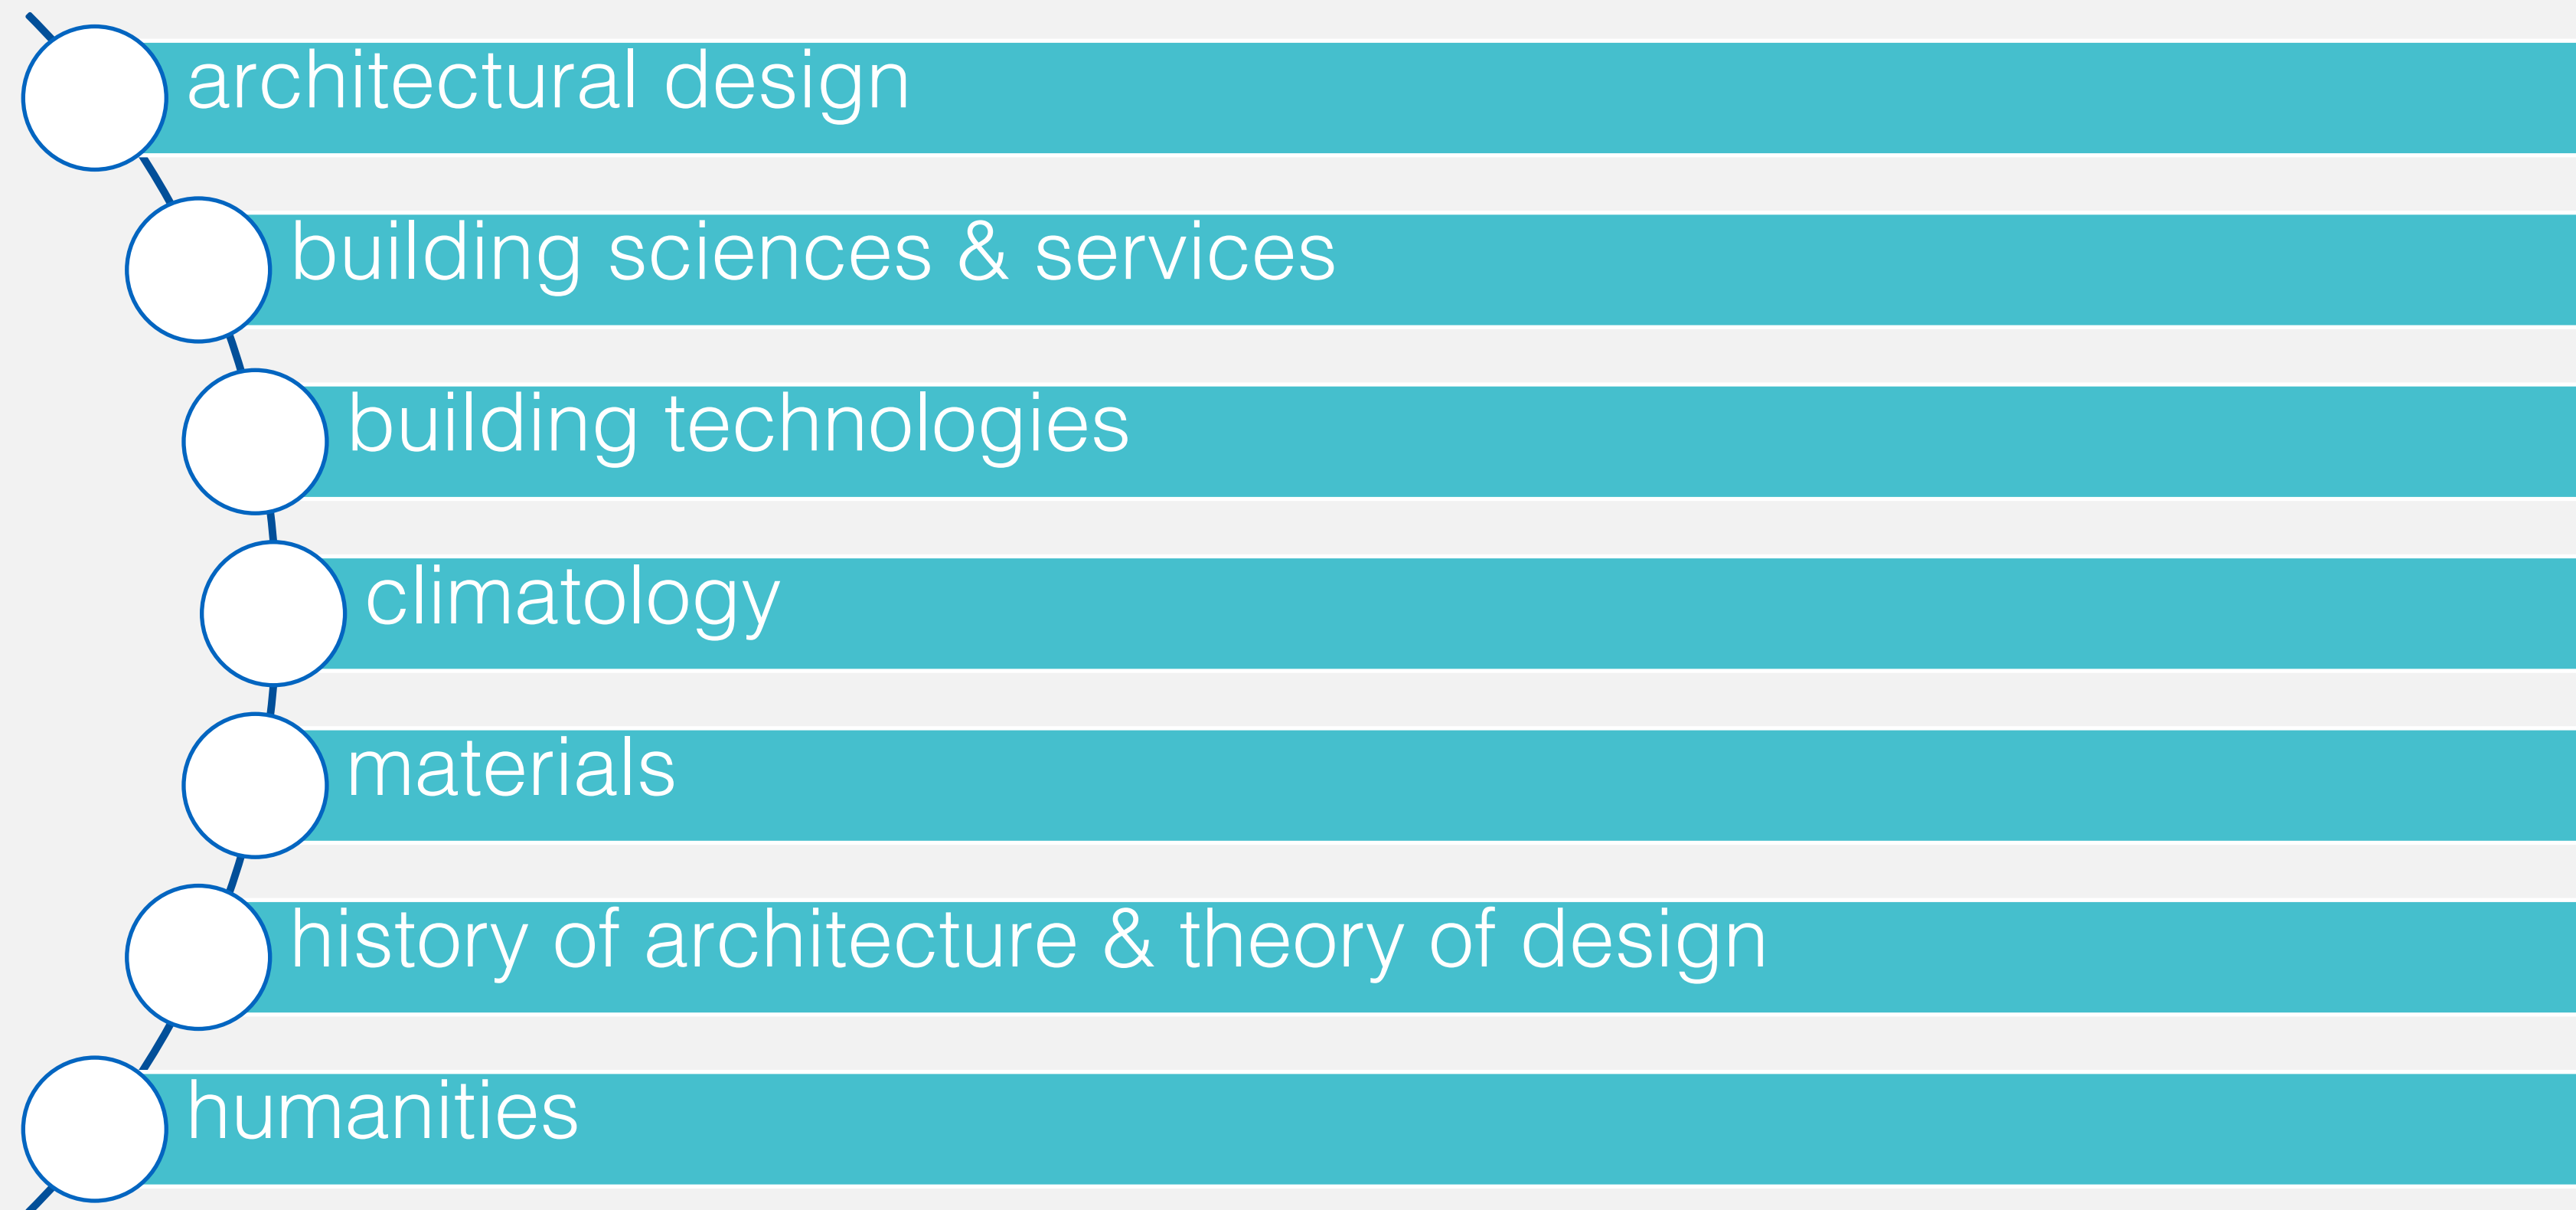 architectural design
building sciences & services
building technologies
climatology
materials
history of architecture & theory of design
humanities